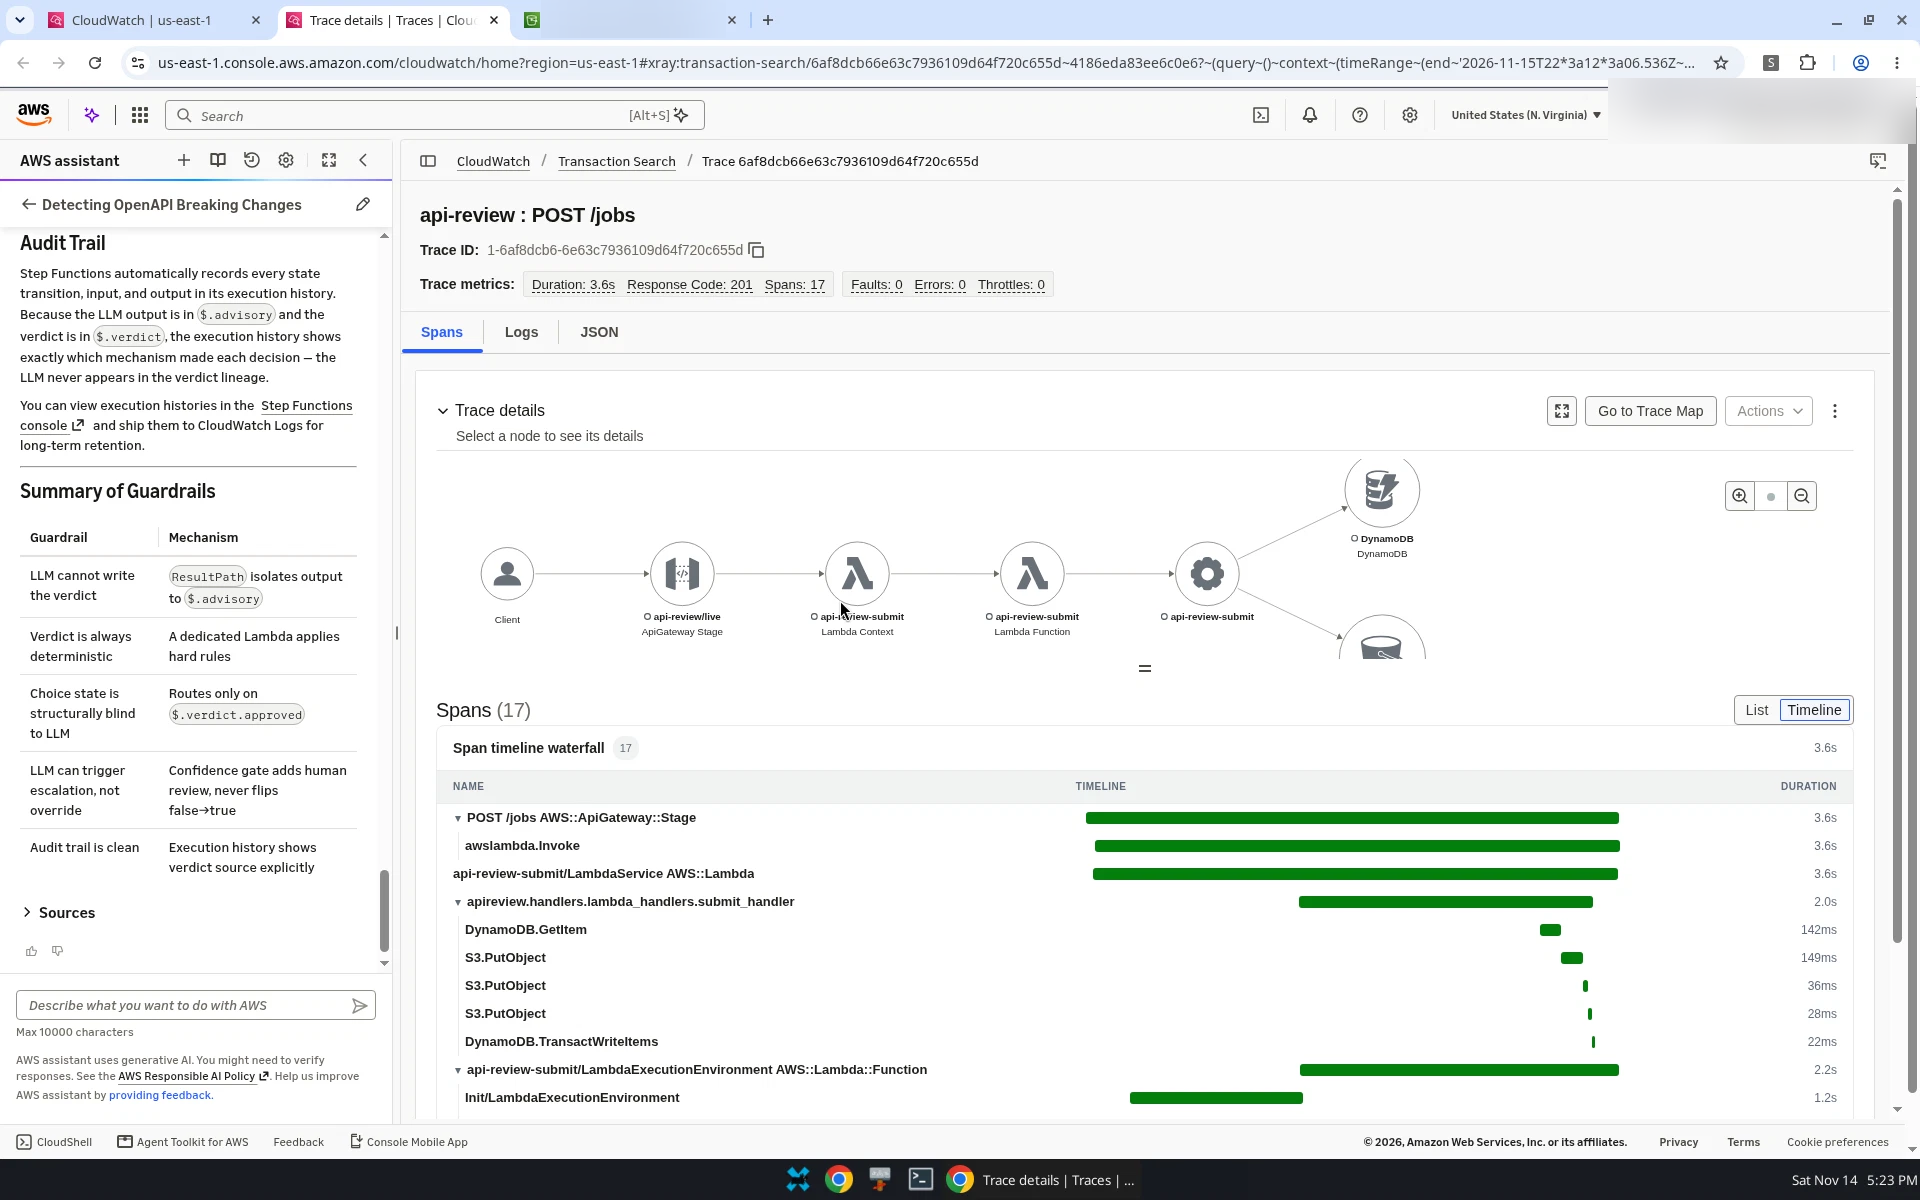 CloudWatch | us-east-1
Trace details | Traces | Clou
us-east-1.console.aws.amazon.com/cloudwatch/home?region=us-east-1#xray:transaction-search/6af8dcb66e63c7936109d64f720c655d~4186eda83ee6c0e6?~(query~()~context~(timeRange~(end~'2026-11-15T22*3a12*3a06.536Z~...
S
aws
Search
[Alt+S]
United States (N. Virginia)
AWS assistant
CloudWatch / Transaction Search / Trace 6af8dcb66e63c7936109d64f720c655d
Detecting OpenAPI Breaking Changes
Audit Trail
Step Functions automatically records every state
transition, input, and output in its execution history.
Because the LLM output is in $.advisory and the
verdict is in $.verdict, the execution history shows
exactly which mechanism made each decision — the
LLM never appears in the verdict lineage.
You can view execution histories in the Step Functions
console and ship them to CloudWatch Logs for
long-term retention.
Summary of Guardrails
Guardrail Mechanism
LLM cannot write
the verdict
ResultPath isolates output
to $.advisory
Verdict is always
deterministic
A dedicated Lambda applies
hard rules
Choice state is
structurally blind
to LLM
Routes only on
$.verdict.approved
LLM can trigger
escalation, not
override
Confidence gate adds human
review, never flips
false→true
Audit trail is clean
Execution history shows
verdict source explicitly
Sources
Describe what you want to do with AWS
Max 10000 characters
AWS assistant uses generative AI. You might need to verify
responses. See the AWS Responsible AI Policy. Help us improve
AWS assistant by providing feedback.
api-review : POST /jobs
Trace ID: 1-6af8dcb6-6e63c7936109d64f720c655d
Trace metrics: Duration: 3.6s Response Code: 201 Spans: 17 Faults: 0 Errors: 0 Throttles: 0
Spans Logs JSON
Trace details
Select a node to see its details
Go to Trace Map
Actions
DynamoDB
DynamoDB
Client
api-review/live
ApiGateway Stage
api-review-submit
Lambda Context
api-review-submit
Lambda Function
api-review-submit
Spans (17)
List Timeline
Span timeline waterfall 17 3.6s
NAME TIMELINE DURATION
POST /jobs AWS::ApiGateway::Stage 3.6s
awslambda.Invoke 3.6s
api-review-submit/LambdaService AWS::Lambda 3.6s
apireview.handlers.lambda_handlers.submit_handler 2.0s
DynamoDB.GetItem 142ms
S3.PutObject 149ms
S3.PutObject 36ms
S3.PutObject 28ms
DynamoDB.TransactWriteItems 22ms
api-review-submit/LambdaExecutionEnvironment AWS::Lambda::Function 2.2s
Init/LambdaExecutionEnvironment 1.2s
CloudShell Agent Toolkit for AWS Feedback Console Mobile App
© 2026, Amazon Web Services, Inc. or its affiliates. Privacy Terms Cookie preferences
Trace details | Traces | ...
Sat Nov 14 5:23 PM